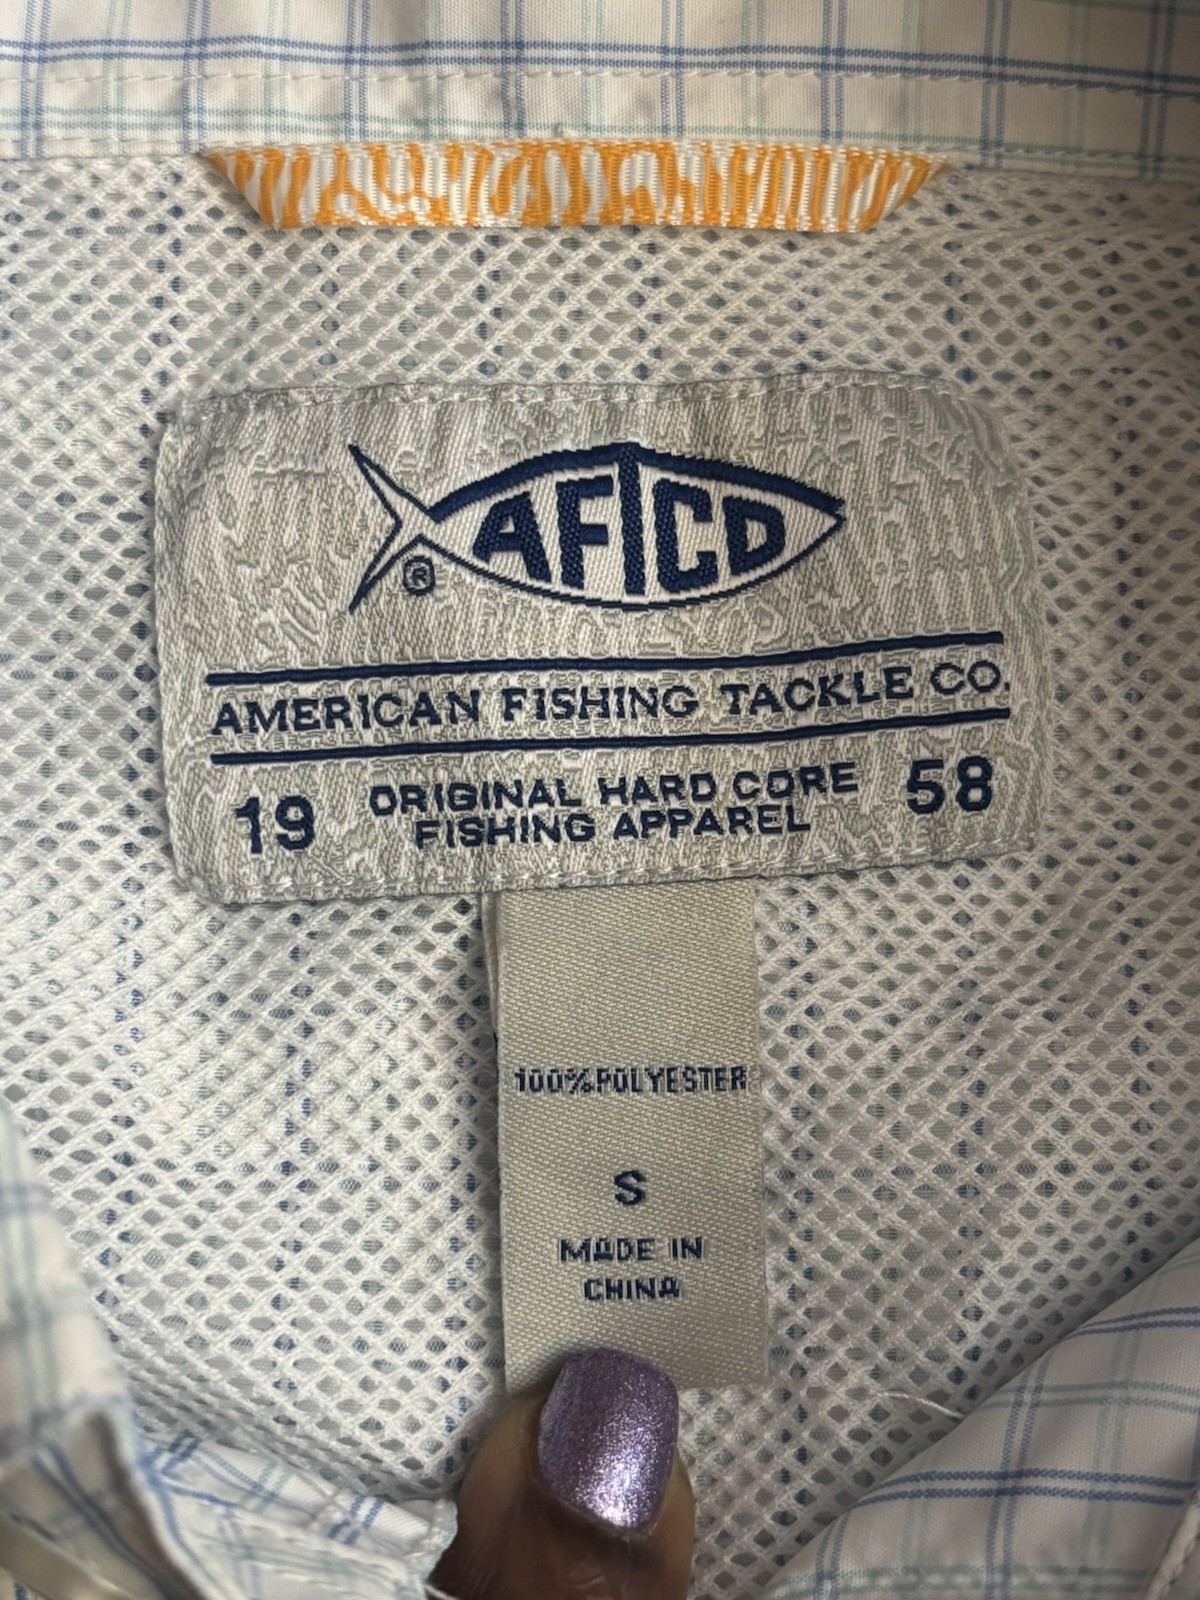 AFTCO
®
AMERICAN FISHING TACKLE CO.
19 ORIGINAL HARD CORE 58
FISHING APPAREL
100%POLYESTER
S
MADE IN
CHINA